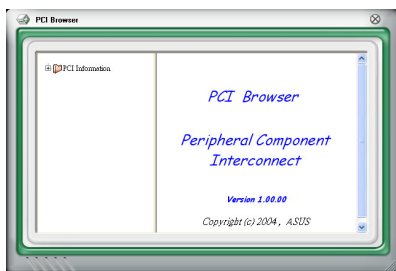 PCI Browser
PCI Information
PCI Browser
Peripheral Component
Interconnect
Version 1.00.00
Copyright (c) 2004, ASUS